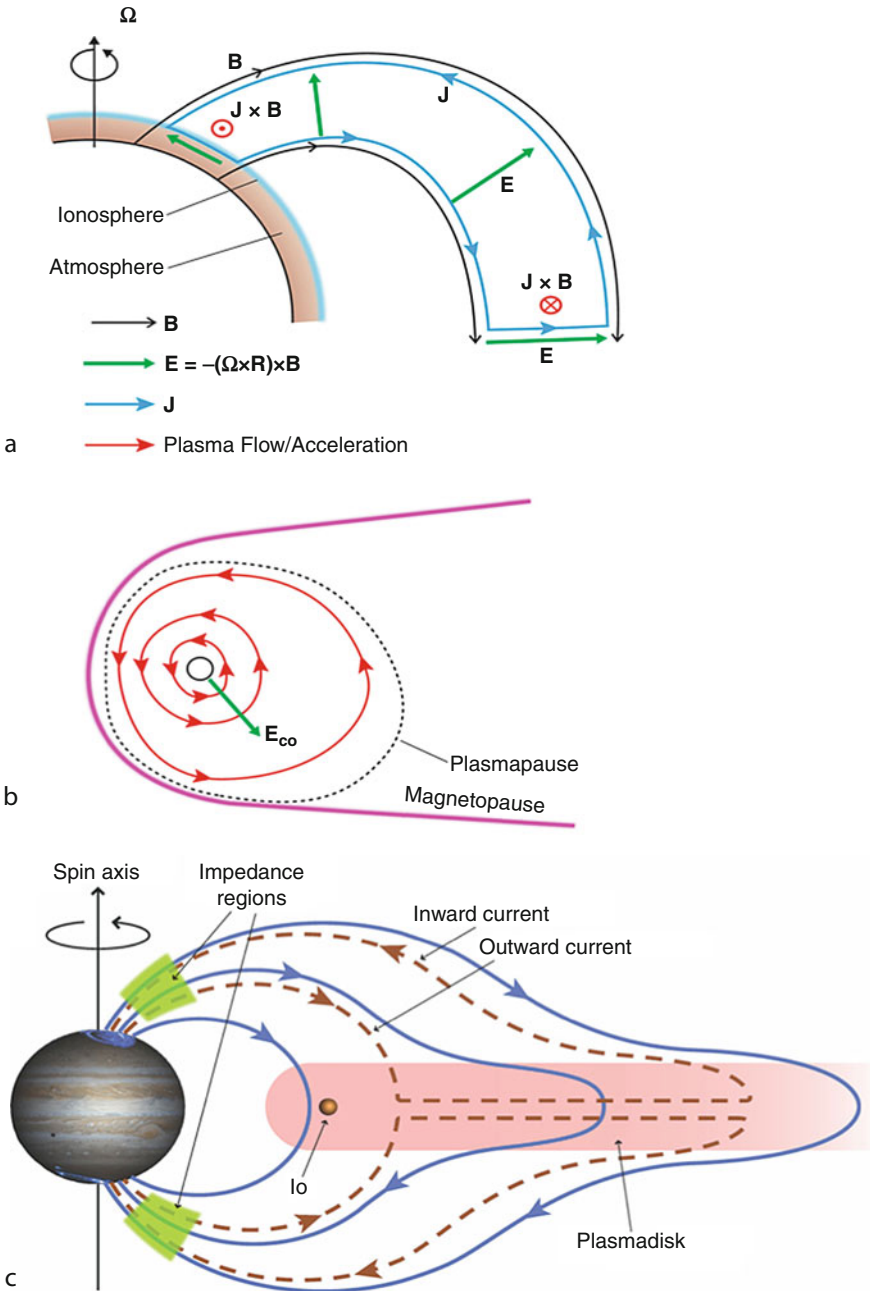 Ω
B
J × B
J
E
Ionosphere
Atmosphere
J × B
E
B
E = –(Ω×R)×B
J
Plasma Flow/Acceleration
a
E_co
Plasmapause
Magnetopause
b
Spin axis
Impedance
regions
Inward current
Outward current
Io
Plasmadisk
c